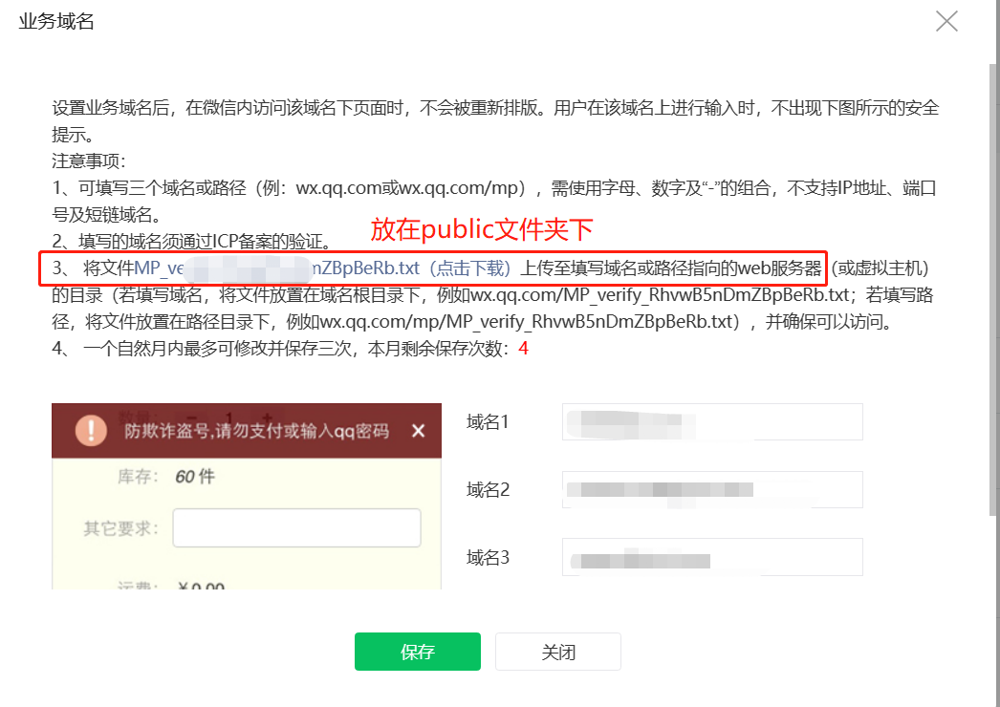 业务域名
设置业务域名后，在微信内访问该域名下页面时，不会被重新排版。用户在该域名上进行输入时，不出现下图所示的安全
提示。
注意事项：
1、可填写三个域名或路径（例：wx.qq.com或wx.qq.com/mp），需使用字母、数字及“-”的组合，不支持IP地址、端口
号及短链域名。
2、填写的域名须通过ICP备案的验证。
放在public文件夹下
3、 将文件MP_ve nZBpBeRb.txt（点击下载）上传至填写域名或路径指向的web服务器（或虚拟主机）
的目录（若填写域名，将文件放置在域名根目录下，例如wx.qq.com/MP_verify_RhvwB5nDmZBpBeRb.txt；若填写路
径，将文件放置在路径目录下，例如wx.qq.com/mp/MP_verify_RhvwB5nDmZBpBeRb.txt），并确保可以访问。
4、 一个自然月内最多可修改并保存三次，本月剩余保存次数：4
数量： 1 +
防欺诈盗号,请勿支付或输入qq密码
库存： 60 件
其它要求：
运费： ￥0.00
域名1
域名2
域名3
保存
关闭